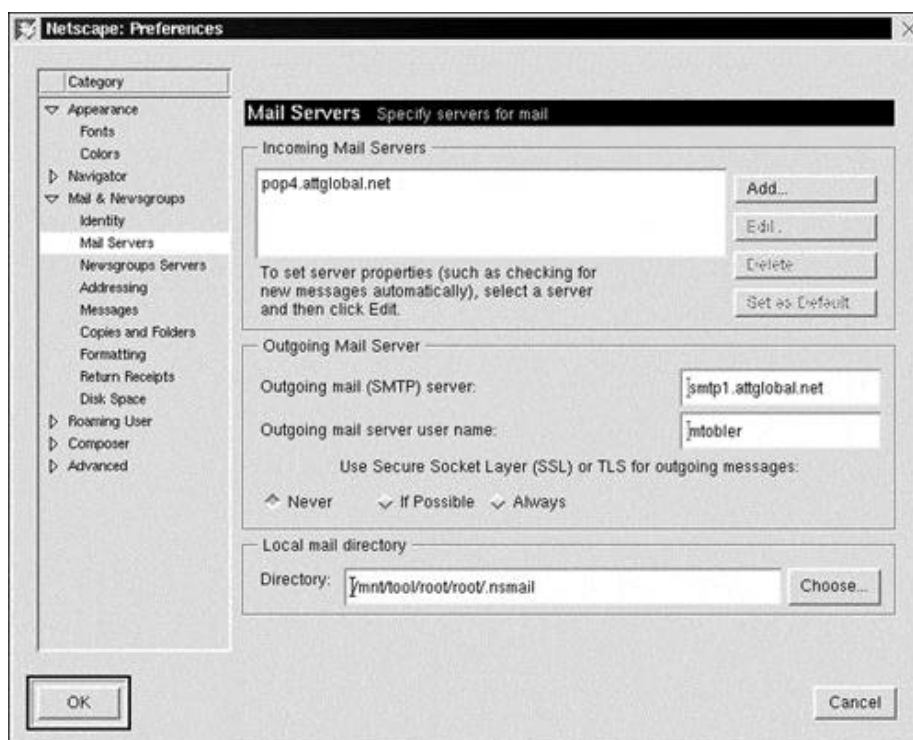 Netscape: Preferences
Category
Appearance
Fonts
Colors
Navigator
Mail & Newsgroups
Identity
Mail Servers
Newsgroups Servers
Addressing
Messages
Copies and Folders
Formatting
Return Receipts
Disk Space
Roaming User
Composer
Advanced
Mail Servers Specify servers for mail
Incoming Mail Servers
pop4.attglobal.net
Add...
Edit...
Delete
Set as Default
To set server properties (such as checking for
new messages automatically), select a server
and then click Edit.
Outgoing Mail Server
Outgoing mail (SMTP) server: smtp1.attglobal.net
Outgoing mail server user name: mtobler
Use Secure Socket Layer (SSL) or TLS for outgoing messages:
Never If Possible Always
Local mail directory
Directory: /mnt/tool/root/root/.nsmail Choose...
OK Cancel